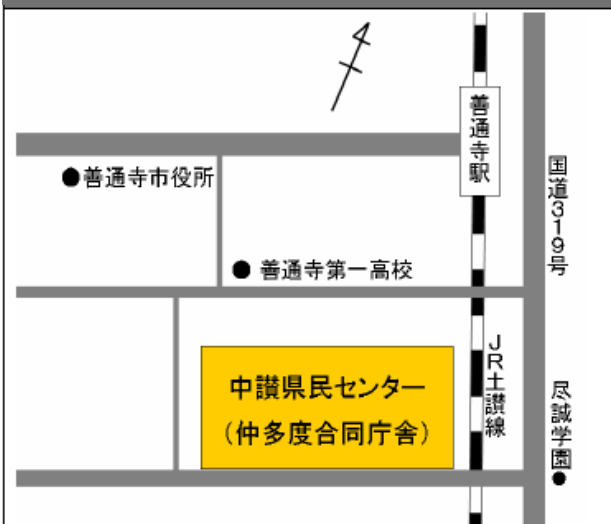 善通寺駅
●善通寺市役所
国道319号
● 善通寺第一高校
中讃県民センター
（仲多度合同庁舎）
JR土讃線
尽誠学園●